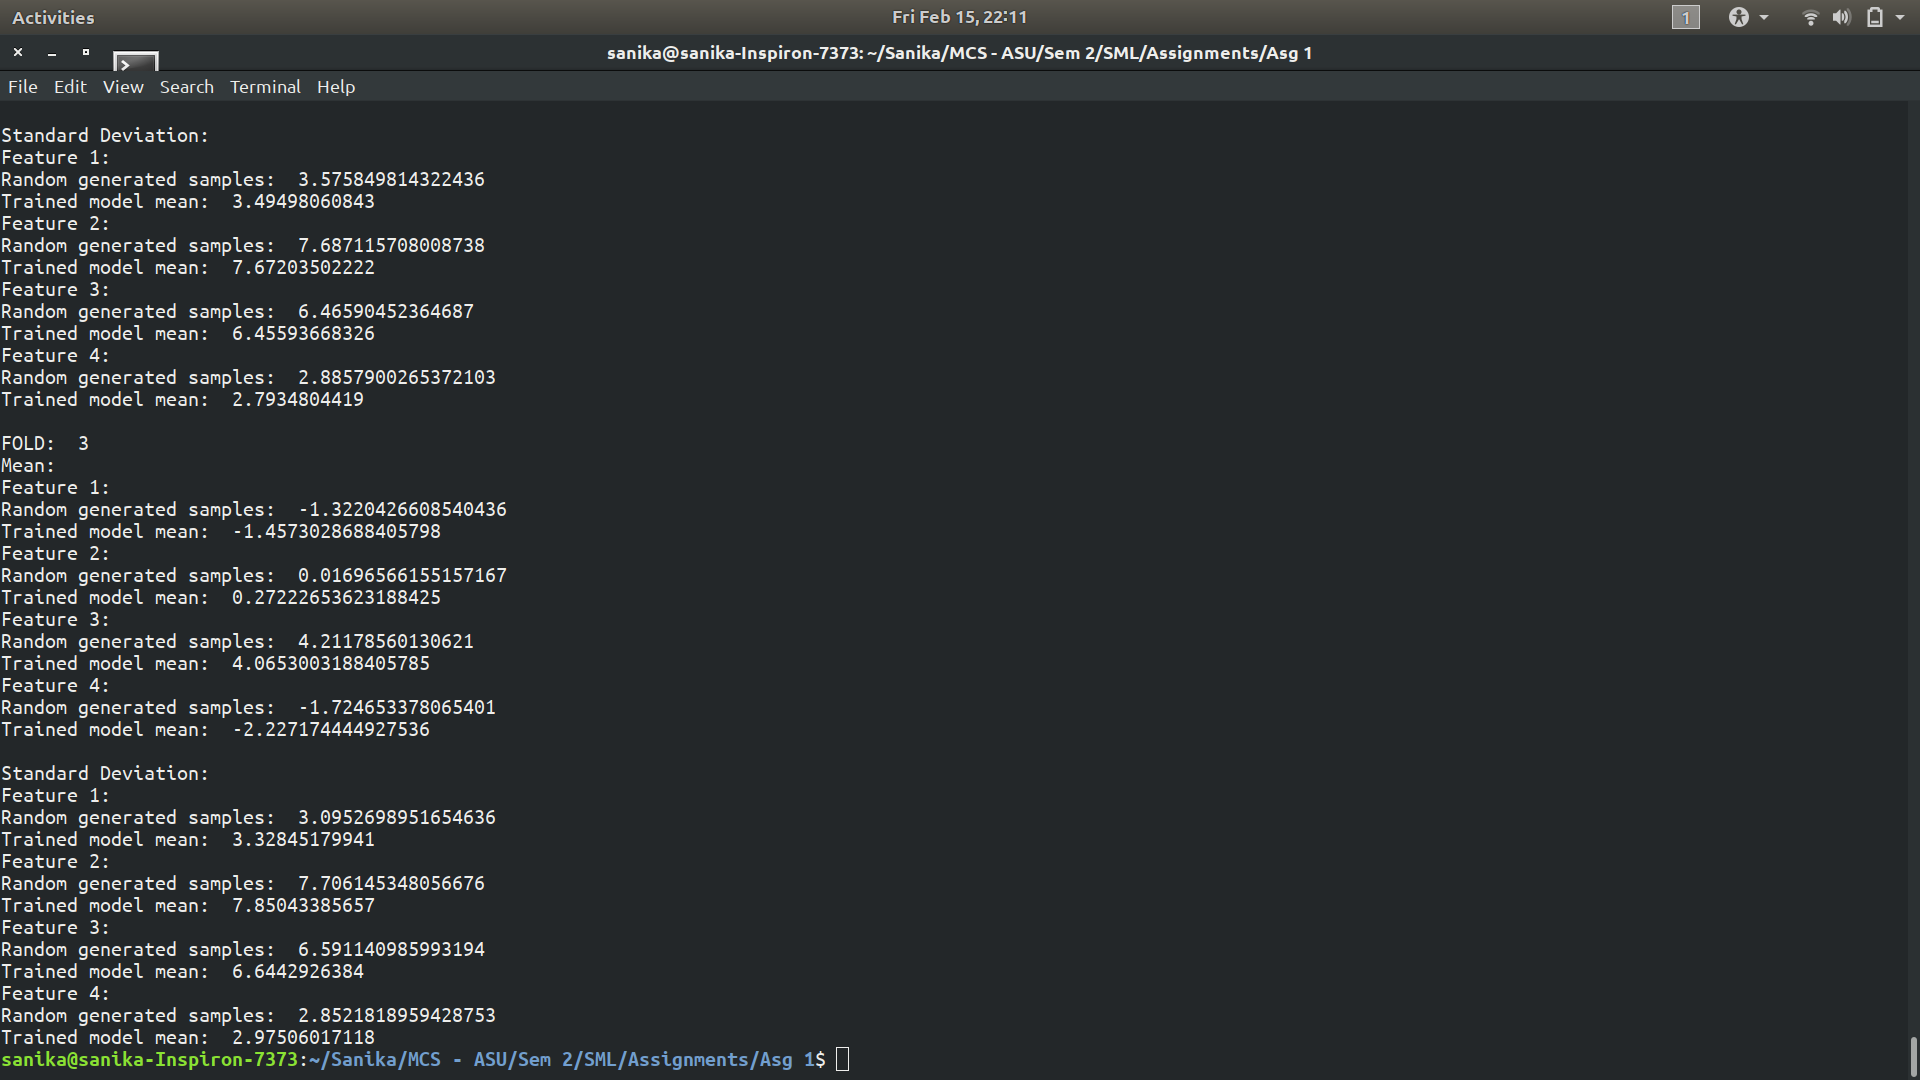 Activities
Fri Feb 15, 22:11
1
sanika@sanika-Inspiron-7373: ~/Sanika/MCS - ASU/Sem 2/SML/Assignments/Asg 1
File Edit View Search Terminal Help
Standard Deviation:
Feature 1:
Random generated samples:  3.575849814322436
Trained model mean:  3.49498060843
Feature 2:
Random generated samples:  7.687115708008738
Trained model mean:  7.67203502222
Feature 3:
Random generated samples:  6.46590452364687
Trained model mean:  6.45593668326
Feature 4:
Random generated samples:  2.8857900265372103
Trained model mean:  2.7934804419
FOLD:  3
Mean:
Feature 1:
Random generated samples:  -1.3220426608540436
Trained model mean:  -1.4573028688405798
Feature 2:
Random generated samples:  0.01696566155157167
Trained model mean:  0.27222653623188425
Feature 3:
Random generated samples:  4.21178560130621
Trained model mean:  4.0653003188405785
Feature 4:
Random generated samples:  -1.724653378065401
Trained model mean:  -2.227174444927536
Standard Deviation:
Feature 1:
Random generated samples:  3.0952698951654636
Trained model mean:  3.32845179941
Feature 2:
Random generated samples:  7.706145348056676
Trained model mean:  7.85043385657
Feature 3:
Random generated samples:  6.591140985993194
Trained model mean:  6.6442926384
Feature 4:
Random generated samples:  2.8521818959428753
Trained model mean:  2.97506017118
sanika@sanika-Inspiron-7373:~/Sanika/MCS - ASU/Sem 2/SML/Assignments/Asg 1$